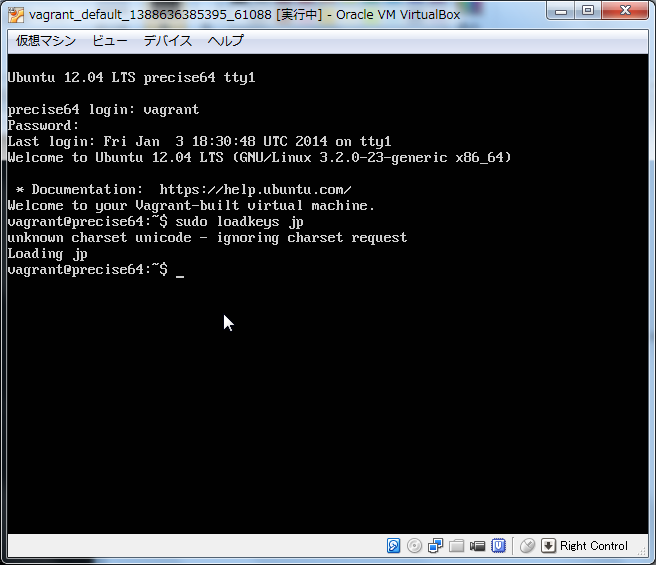 vagrant_default_1388636385395_61088 [実行中] - Oracle VM VirtualBox
仮想マシン ビュー デバイス ヘルプ
Ubuntu 12.04 LTS precise64 tty1
precise64 login: vagrant
Password:
Last login: Fri Jan  3 18:30:48 UTC 2014 on tty1
Welcome to Ubuntu 12.04 LTS (GNU/Linux 3.2.0-23-generic x86_64)
 * Documentation:  https://help.ubuntu.com/
Welcome to your Vagrant-built virtual machine.
vagrant@precise64:~$ sudo loadkeys jp
unknown charset unicode - ignoring charset request
Loading jp
vagrant@precise64:~$ _
Right Control